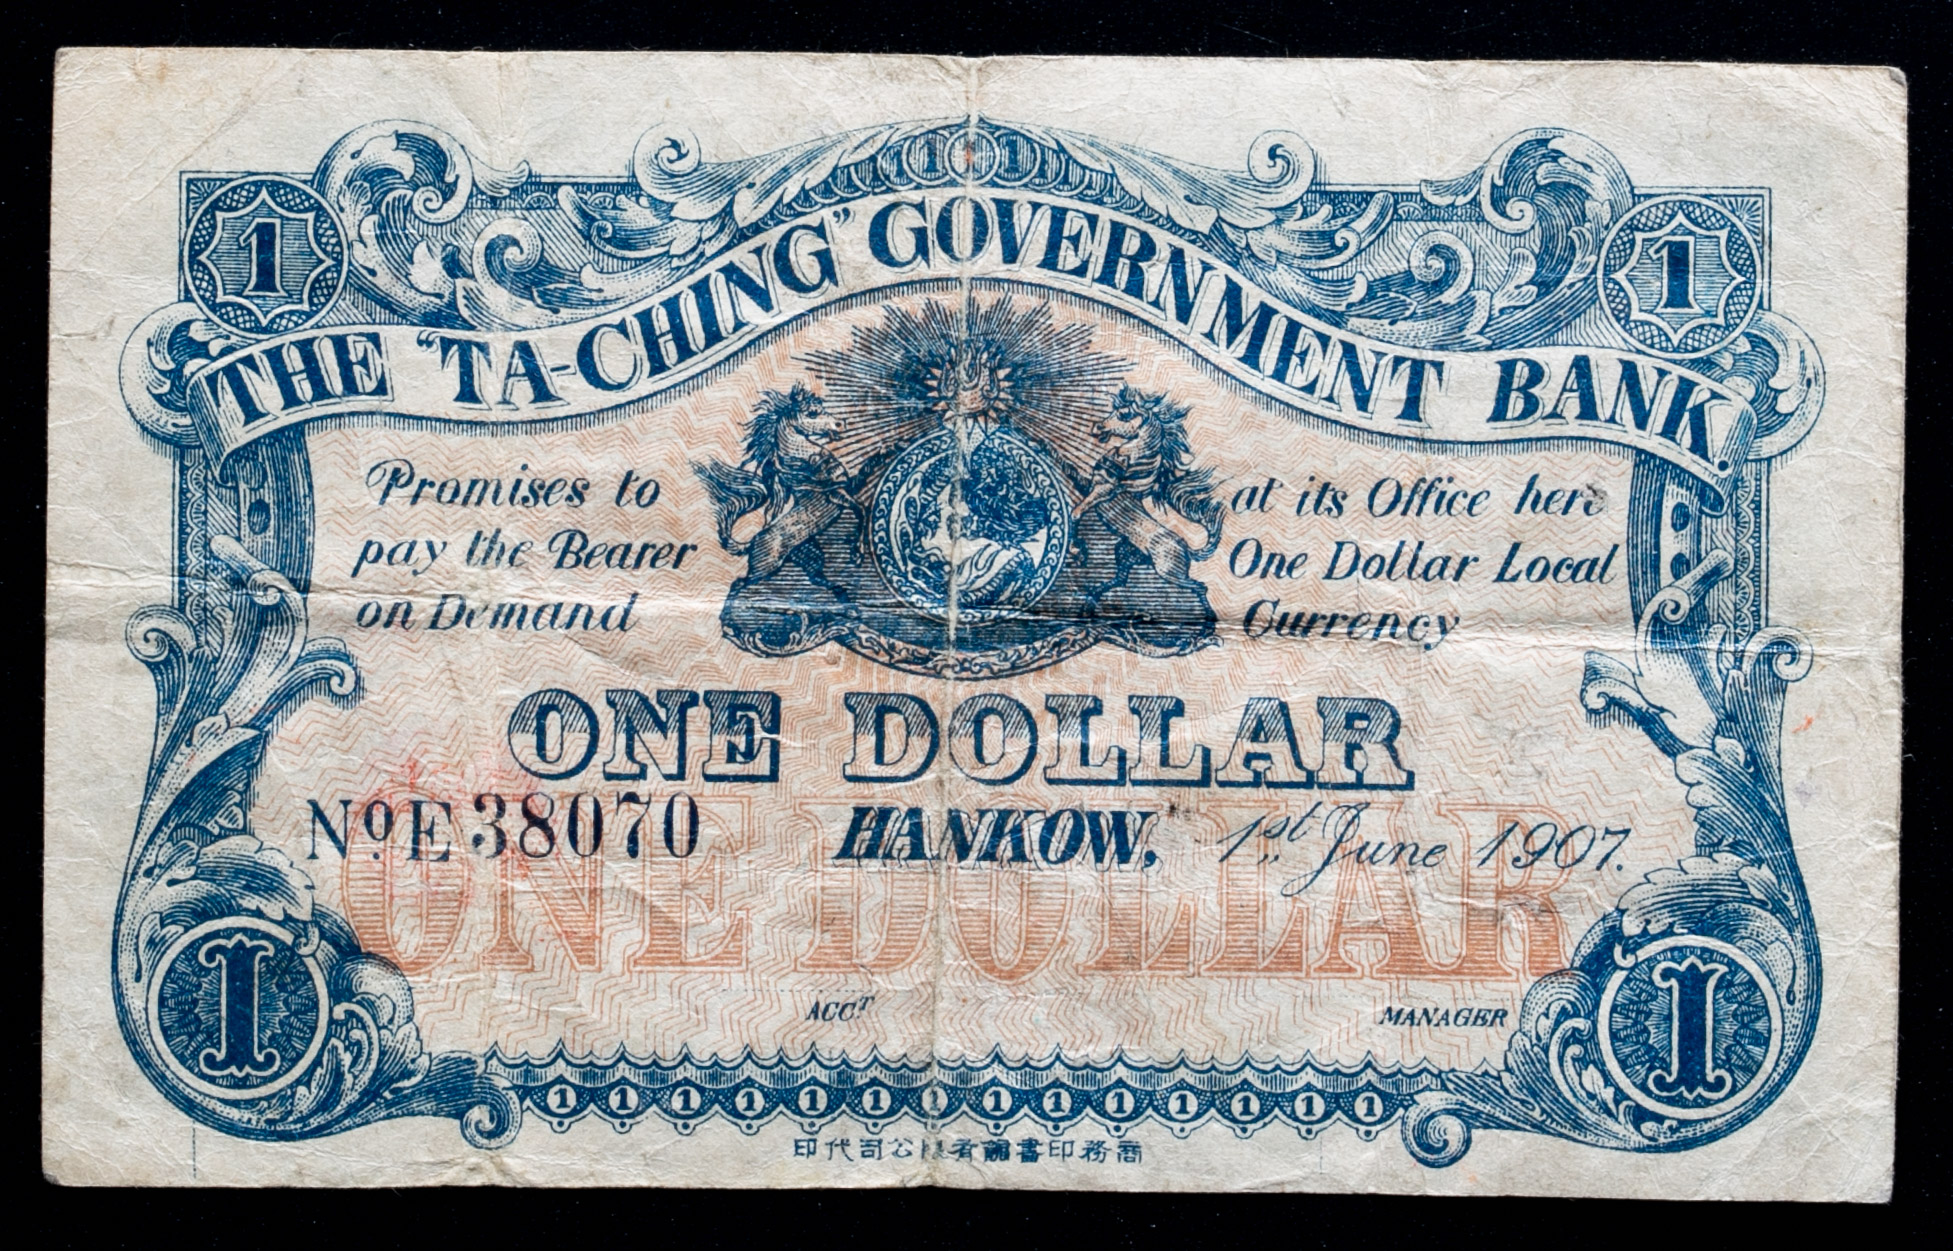 1 1
1 1
THE "TA-CHING" GOVERNMENT BANK.
Promises to
pay the Bearer
on Demand
at its Office here
One Dollar Local
Currency
ONE DOLLAR
No. E 38070
HANKOW, 1st June 1907.
ONE DOLLAR
ACCT
MANAGER
1 1
1 1 1 1 1 1 1 1 1 1 1 1 1 1
商務印書館有限公司代印